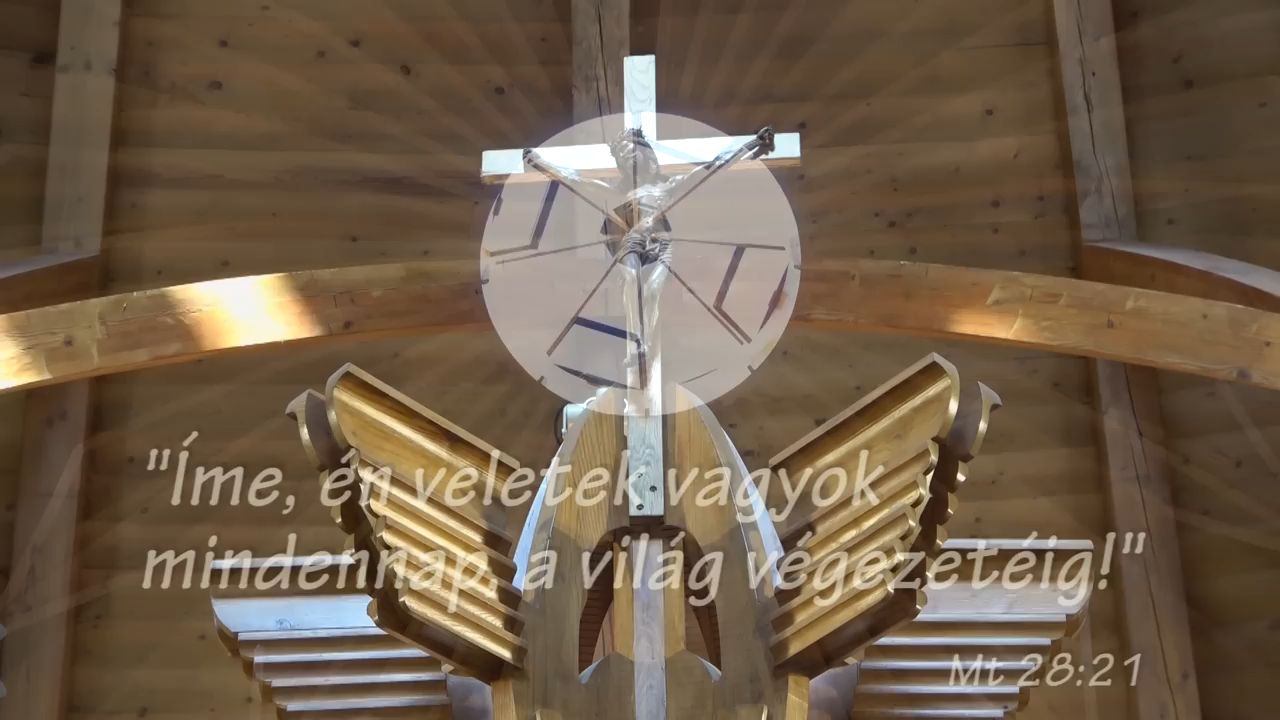 "Íme, én veletek vagyok
mindennap, a világ végezetéig!"
Mt 28:21